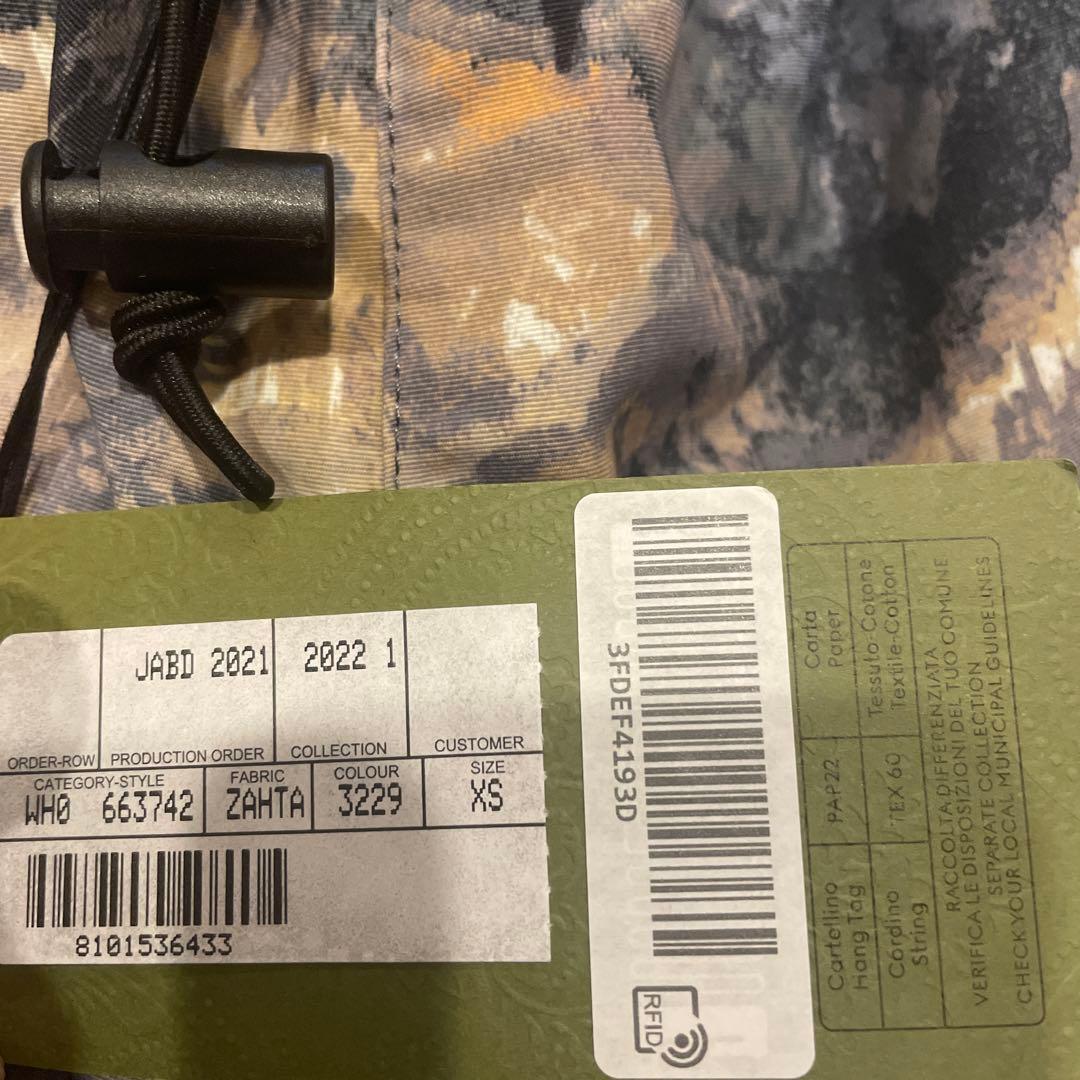 JABD 2021
2022 1
ORDER-ROW
PRODUCTION ORDER
COLLECTION
CUSTOMER
CATEGORY-STYLE
FABRIC
COLOUR
SIZE
WH0 663742
ZAHTA
3229
XS
8101536433
3FDEF4193D
RFID
Carta
Paper
PAP22
Cartellino
Hang Tag
Tessuto-Cotone
Textile-Cotton
TEX 60
Cordino
String
RACCOLTA DIFFERENZIATA
VERIFICA LE DISPOSIZIONI DEL TUO COMUNE
SEPARATE COLLECTION
CHECK YOUR LOCAL MUNICIPAL GUIDELINES